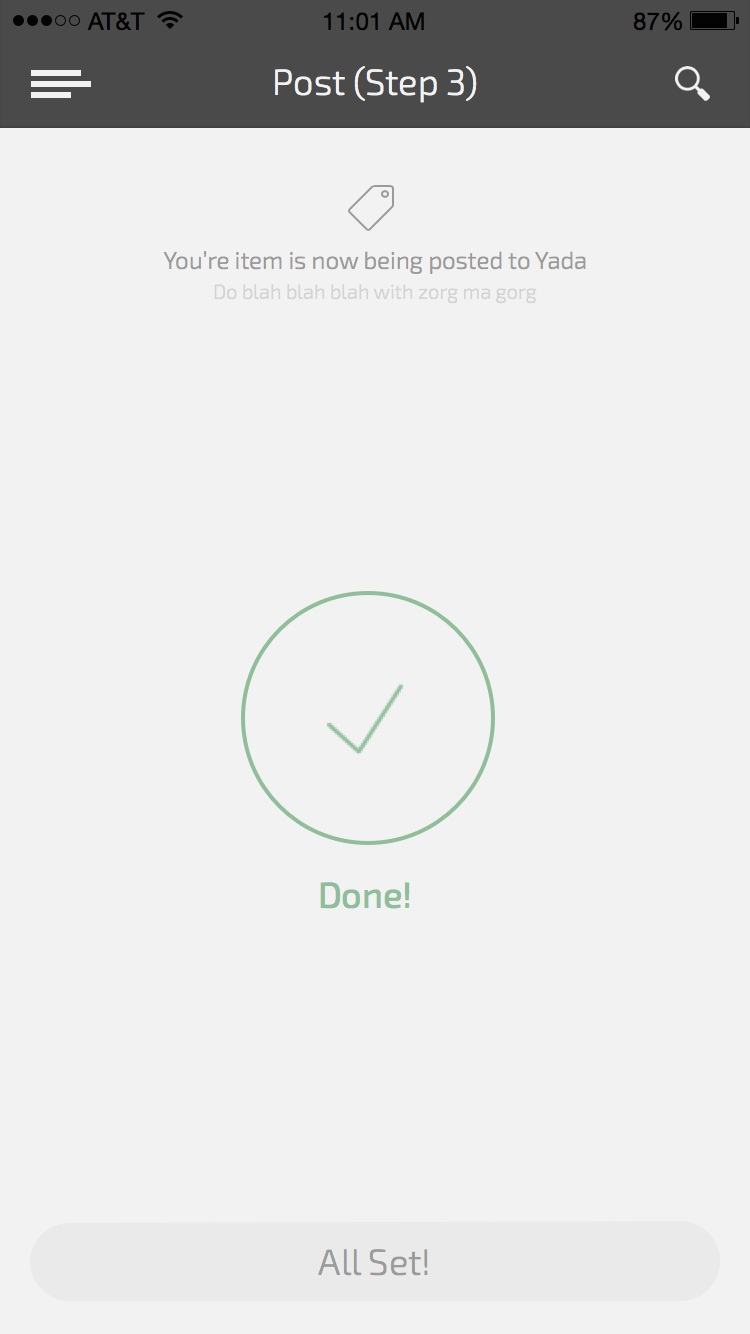 AT&T 11:01 AM 87%
Post (Step 3)
You're item is now being posted to Yada
Do blah blah blah with zorg ma gorg
Done!
All Set!